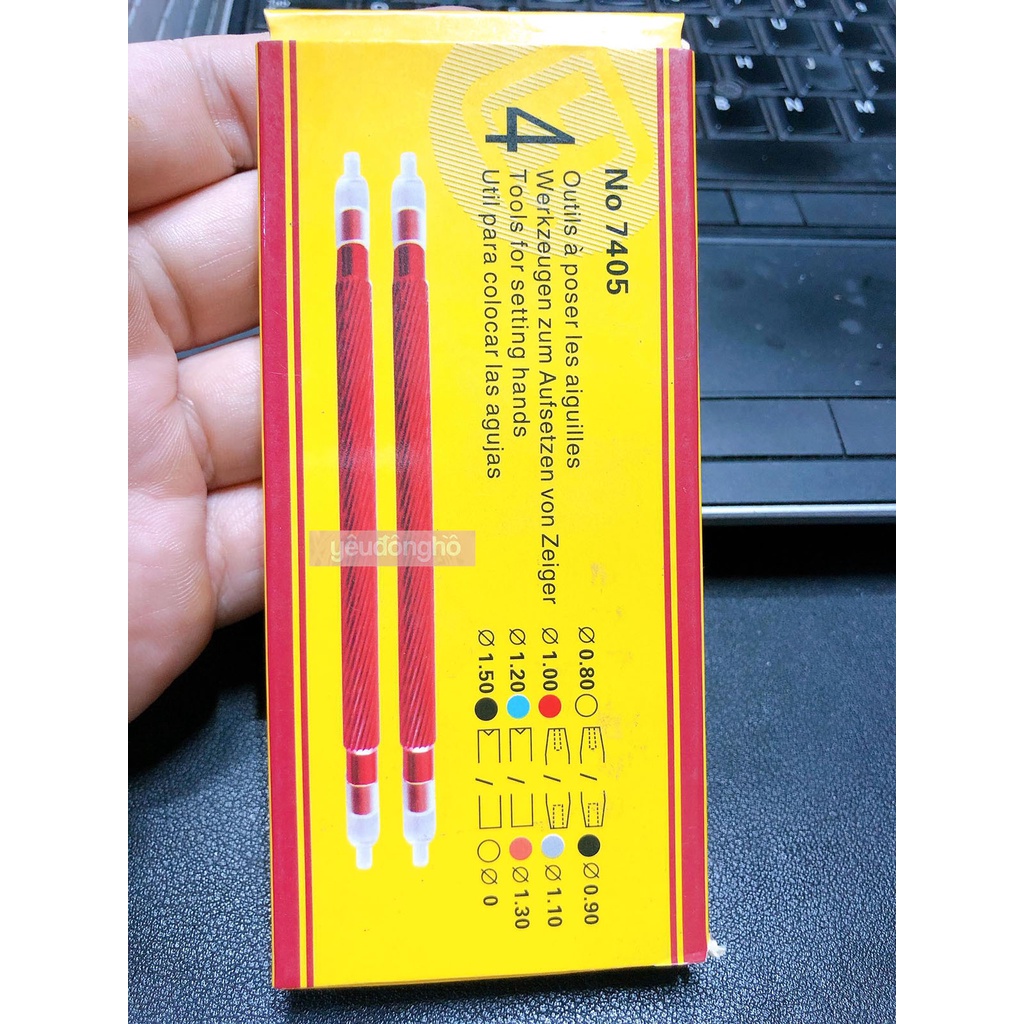 4
No 7405
Outils à poser les aiguilles
Werkzeugen zum Aufsetzen von Zeiger
Tools for setting hands
Util para colocar las agujas
Ø 0.80 / Ø 0.90
Ø 1.00 / Ø 1.10
Ø 1.20 / Ø 1.30
Ø 1.50 / Ø 0
yêuđônghồ